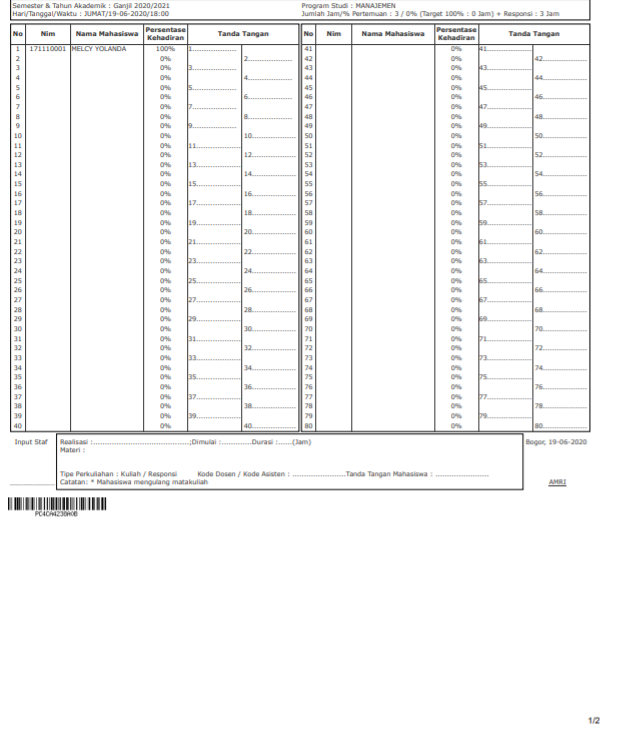 Semester & Tahun Akademik : Ganjil 2020/2021 Program Studi : MANAJEMEN
Hari/Tanggal/Waktu : JUMAT/19-06-2020/18:00 Jumlah Jam/% Pertemuan : 3 / 0% (Target 100% : 0 Jam) + Responsi : 3 Jam
No Nim Nama Mahasiswa Persentase Kehadiran Tanda Tangan No Nim Nama Mahasiswa Persentase Kehadiran Tanda Tangan
1 171110001 MELCY YOLANDA 100% 1.................... 41 0% 41....................
2 0% 2.................... 42 0% 42....................
3 0% 3.................... 43 0% 43....................
4 0% 4.................... 44 0% 44....................
5 0% 5.................... 45 0% 45....................
6 0% 6.................... 46 0% 46....................
7 0% 7.................... 47 0% 47....................
8 0% 8.................... 48 0% 48....................
9 0% 9.................... 49 0% 49....................
10 0% 10.................... 50 0% 50....................
11 0% 11.................... 51 0% 51....................
12 0% 12.................... 52 0% 52....................
13 0% 13.................... 53 0% 53....................
14 0% 14.................... 54 0% 54....................
15 0% 15.................... 55 0% 55....................
16 0% 16.................... 56 0% 56....................
17 0% 17.................... 57 0% 57....................
18 0% 18.................... 58 0% 58....................
19 0% 19.................... 59 0% 59....................
20 0% 20.................... 60 0% 60....................
21 0% 21.................... 61 0% 61....................
22 0% 22.................... 62 0% 62....................
23 0% 23.................... 63 0% 63....................
24 0% 24.................... 64 0% 64....................
25 0% 25.................... 65 0% 65....................
26 0% 26.................... 66 0% 66....................
27 0% 27.................... 67 0% 67....................
28 0% 28.................... 68 0% 68....................
29 0% 29.................... 69 0% 69....................
30 0% 30.................... 70 0% 70....................
31 0% 31.................... 71 0% 71....................
32 0% 32.................... 72 0% 72....................
33 0% 33.................... 73 0% 73....................
34 0% 34.................... 74 0% 74....................
35 0% 35.................... 75 0% 75....................
36 0% 36.................... 76 0% 76....................
37 0% 37.................... 77 0% 77....................
38 0% 38.................... 78 0% 78....................
39 0% 39.................... 79 0% 79....................
40 0% 40.................... 80 0% 80....................
Input Staf Realisasi :............................................;Dimulai :..............Durasi :......(Jam) Bogor, 19-06-2020
Materi :
Tipe Perkuliahan : Kuliah / Responsi Kode Dosen / Kode Asisten : ........................Tanda Tangan Mahasiswa : ........................
Catatan: * Mahasiswa mengulang matakuliah AMRI
PC4CA4238A0B
1/2